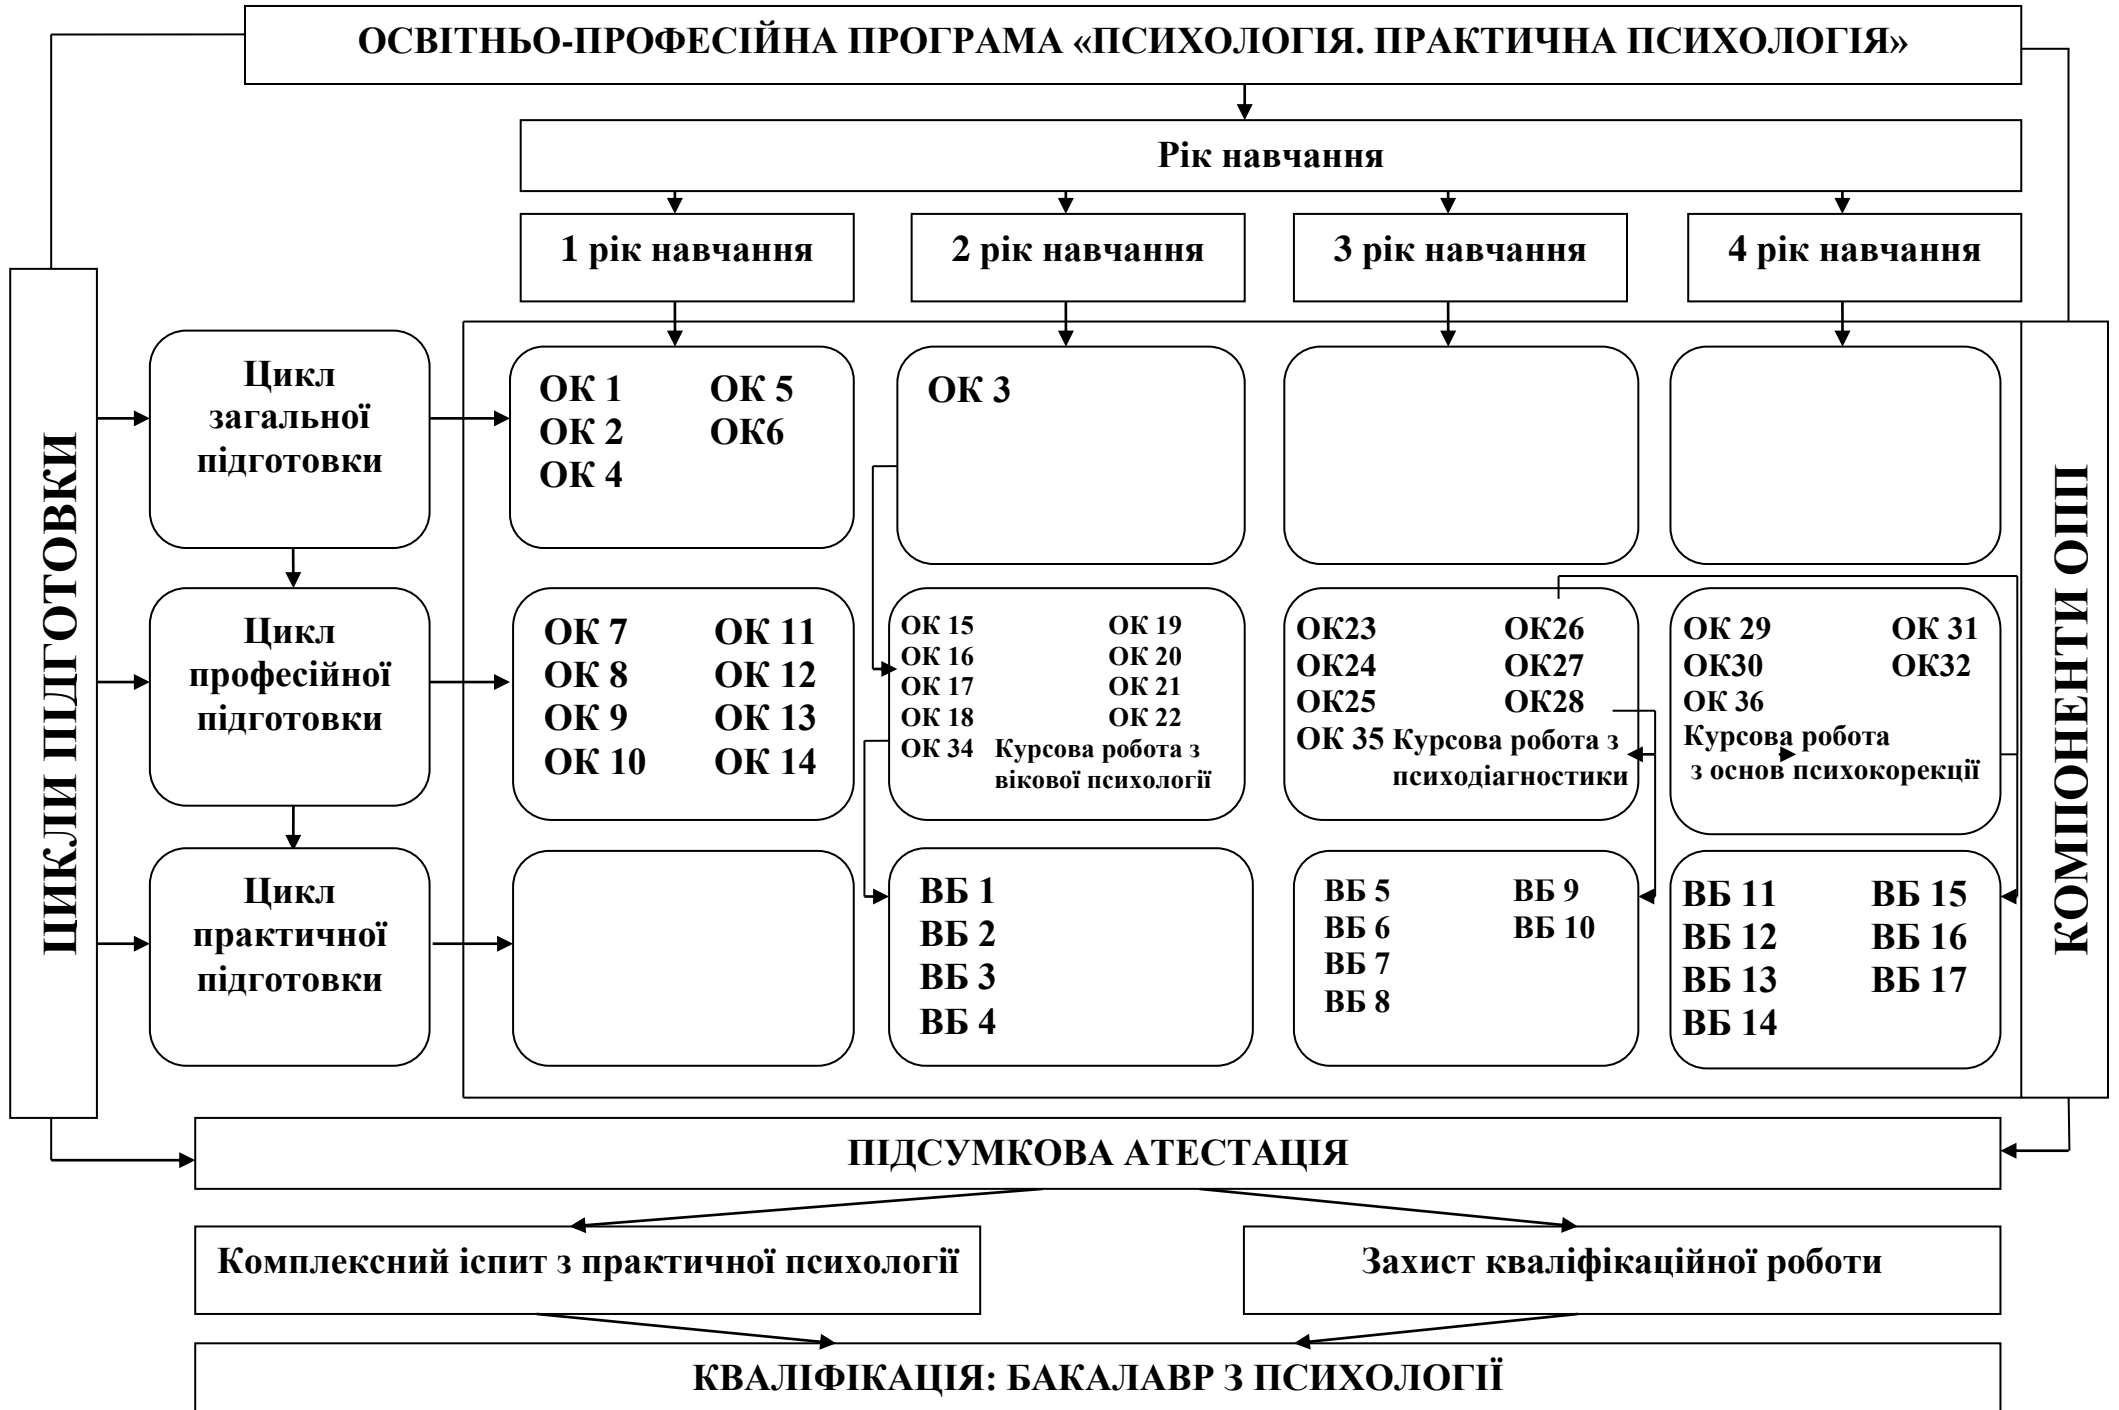 ОСВІТНЬО-ПРОФЕСІЙНА ПРОГРАМА «ПСИХОЛОГІЯ. ПРАКТИЧНА ПСИХОЛОГІЯ»
Рік навчання
1 рік навчання
2 рік навчання
3 рік навчання
4 рік навчання
ЦИКЛИ ПІДГОТОВКИ
Цикл
загальної
підготовки
ОК 1 ОК 5
ОК 2 ОК6
ОК 4
ОК 3
Цикл
професійної
підготовки
ОК 7 ОК 11
ОК 8 ОК 12
ОК 9 ОК 13
ОК 10 ОК 14
ОК 15 ОК 19
ОК 16 ОК 20
ОК 17 ОК 21
ОК 18 ОК 22
ОК 34 Курсова робота з
вікової психології
ОК23 ОК26
ОК24 ОК27
ОК25 ОК28
ОК 35 Курсова робота з
психодіагностики
ОК 29 ОК 31
ОК30 ОК32
ОК 36
Курсова робота
з основ психокорекції
Цикл
практичної
підготовки
ВБ 1
ВБ 2
ВБ 3
ВБ 4
ВБ 5 ВБ 9
ВБ 6 ВБ 10
ВБ 7
ВБ 8
ВБ 11 ВБ 15
ВБ 12 ВБ 16
ВБ 13 ВБ 17
ВБ 14
КОМПОНЕНТИ ОПП
ПІДСУМКОВА АТЕСТАЦІЯ
Комплексний іспит з практичної психології
Захист кваліфікаційної роботи
КВАЛІФІКАЦІЯ: БАКАЛАВР З ПСИХОЛОГІЇ